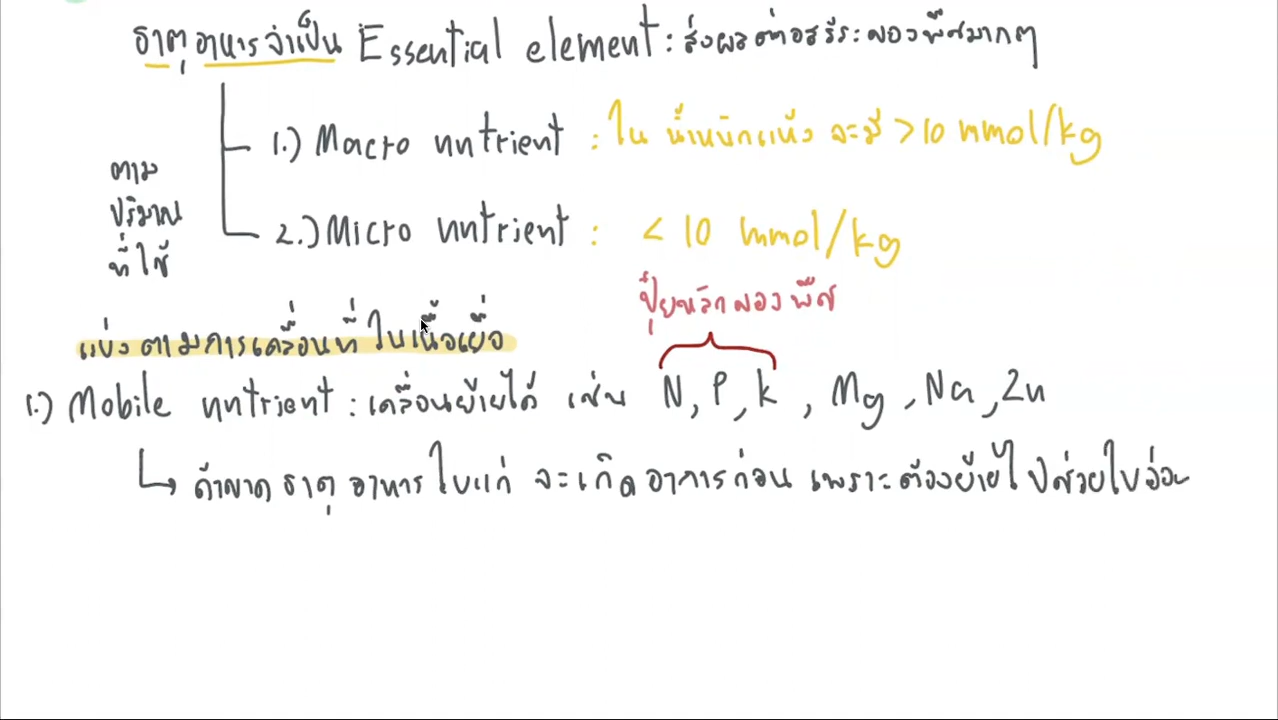 ธาตุอาหารจำเป็น Essential element : ส่งผลต่อสรีระของพืชมากๆ
1.) Macro nutrient : ใน น้ำหนักแห้ง จะมี > 10 mmol/kg
ตาม
ปริมาณ
ที่ใช้
2.) Micro nutrient : < 10 mmol/kg
ปุ๋ยหลักของพืช
แบ่งตามการเคลื่อนที่ในเนื้อเยื่อ
1.) Mobile nutrient : เคลื่อนย้ายได้ เช่น N, P, K, Mg, Na, Zn
ถ้าขาดธาตุอาหารใบแก่ จะเกิดอาการก่อน เพราะต้องย้ายไปช่วยใบอ่อน